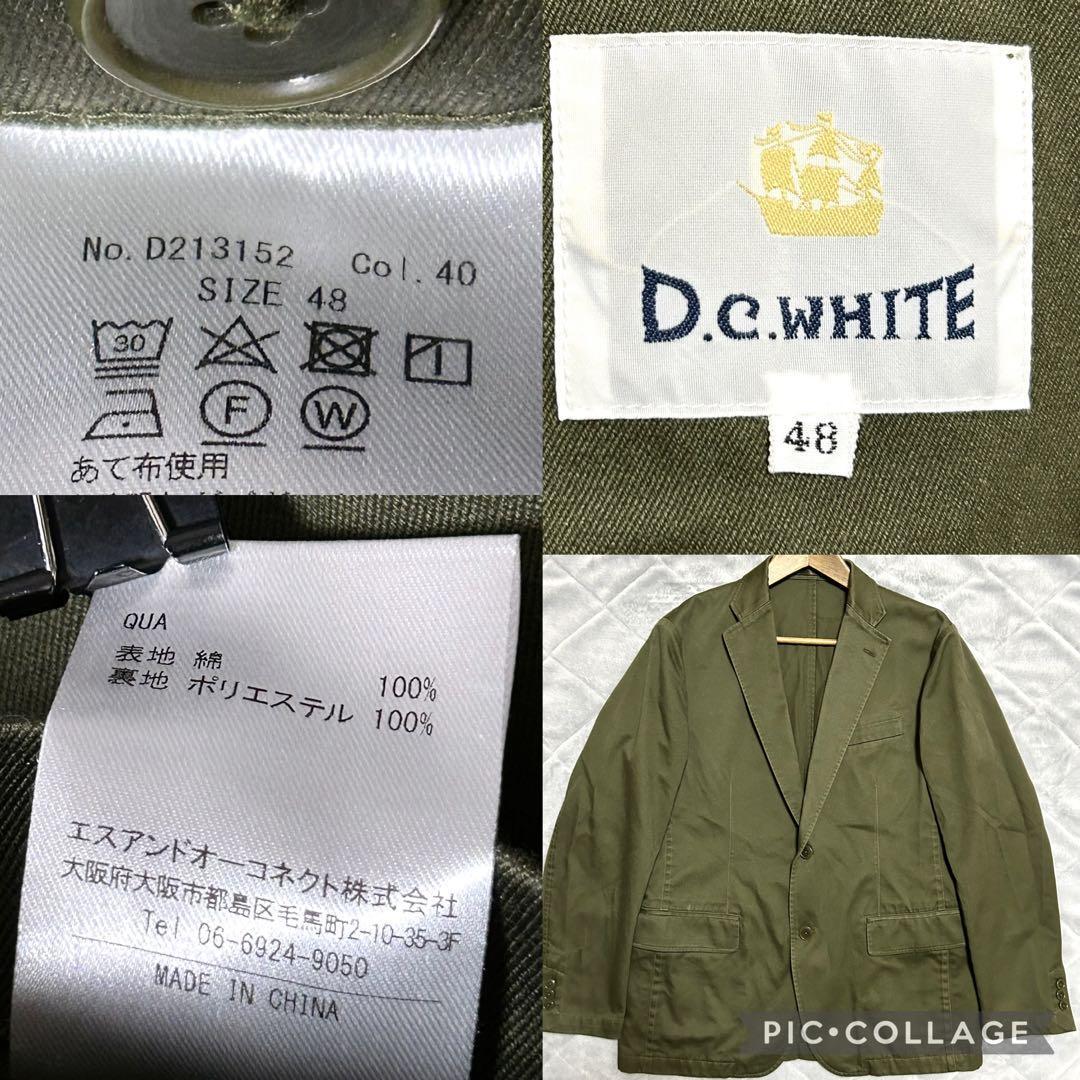 No. D213152 Col. 40
SIZE 48
30
F W
あて布使用
D.C.WHITE
48
QUA
表地 綿 100%
裏地 ポリエステル 100%
エスアンドオーコネクト株式会社
大阪府大阪市都島区毛馬町2-10-35-3F
Tel 06-6924-9050
MADE IN CHINA
PIC•COLLAGE